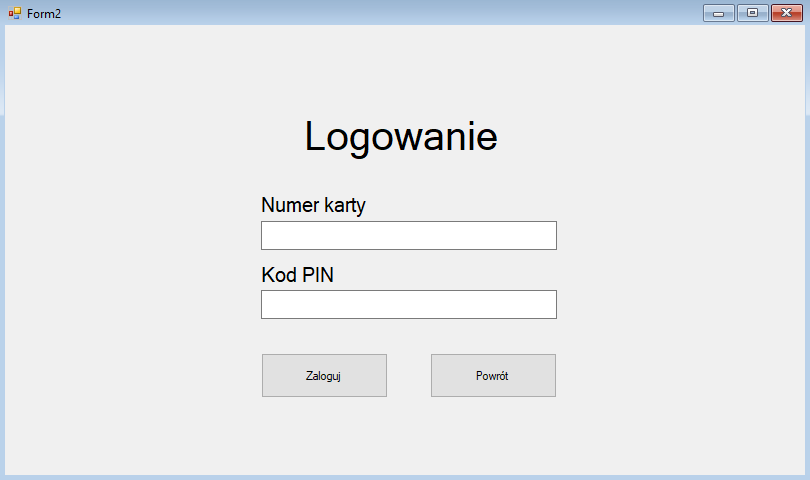 Form2
Logowanie
Numer karty
Kod PIN
Zaloguj
Powrót